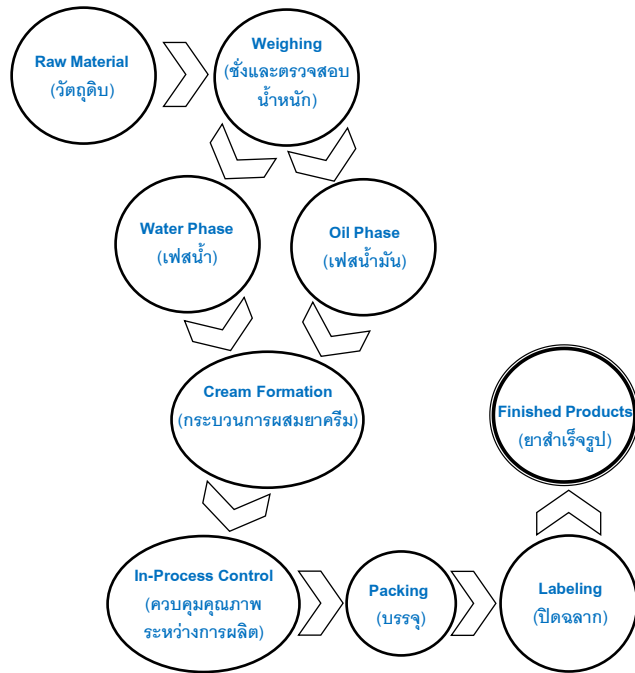 Raw Material
(วัตถุดิบ)
Weighing
(ชั่งและตรวจสอบ
น้ำหนัก)
Water Phase
(เฟสน้ำ)
Oil Phase
(เฟสน้ำมัน)
Cream Formation
(กระบวนการผสมยาครีม)
Finished Products
(ยาสำเร็จรูป)
In-Process Control
(ควบคุมคุณภาพ
ระหว่างการผลิต)
Packing
(บรรจุ)
Labeling
(ปิดฉลาก)